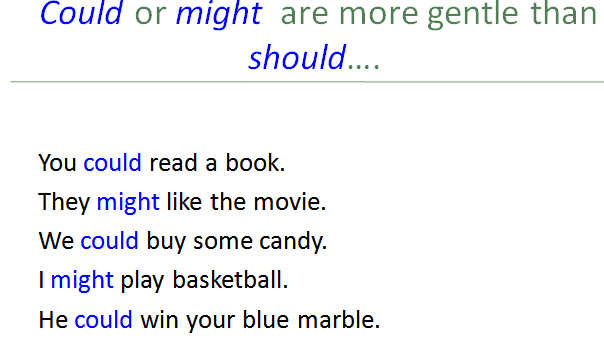 Could or might are more gentle than
should....
You could read a book.
They might like the movie.
We could buy some candy.
I might play basketball.
He could win your blue marble.